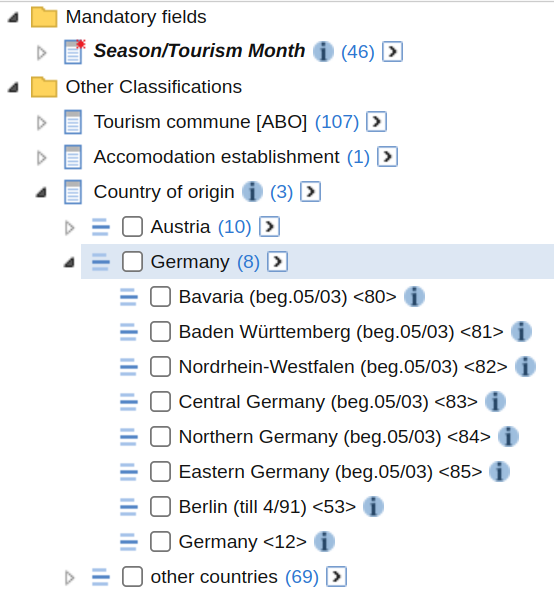 Mandatory fields
Season/Tourism Month i (46)
Other Classifications
Tourism commune [ABO] (107)
Accomodation establishment (1)
Country of origin i (3)
Austria (10)
Germany (8)
Bavaria (beg.05/03) <80> i
Baden Württemberg (beg.05/03) <81> i
Nordrhein-Westfalen (beg.05/03) <82> i
Central Germany (beg.05/03) <83> i
Northern Germany (beg.05/03) <84> i
Eastern Germany (beg.05/03) <85> i
Berlin (till 4/91) <53> i
Germany <12> i
other countries (69)